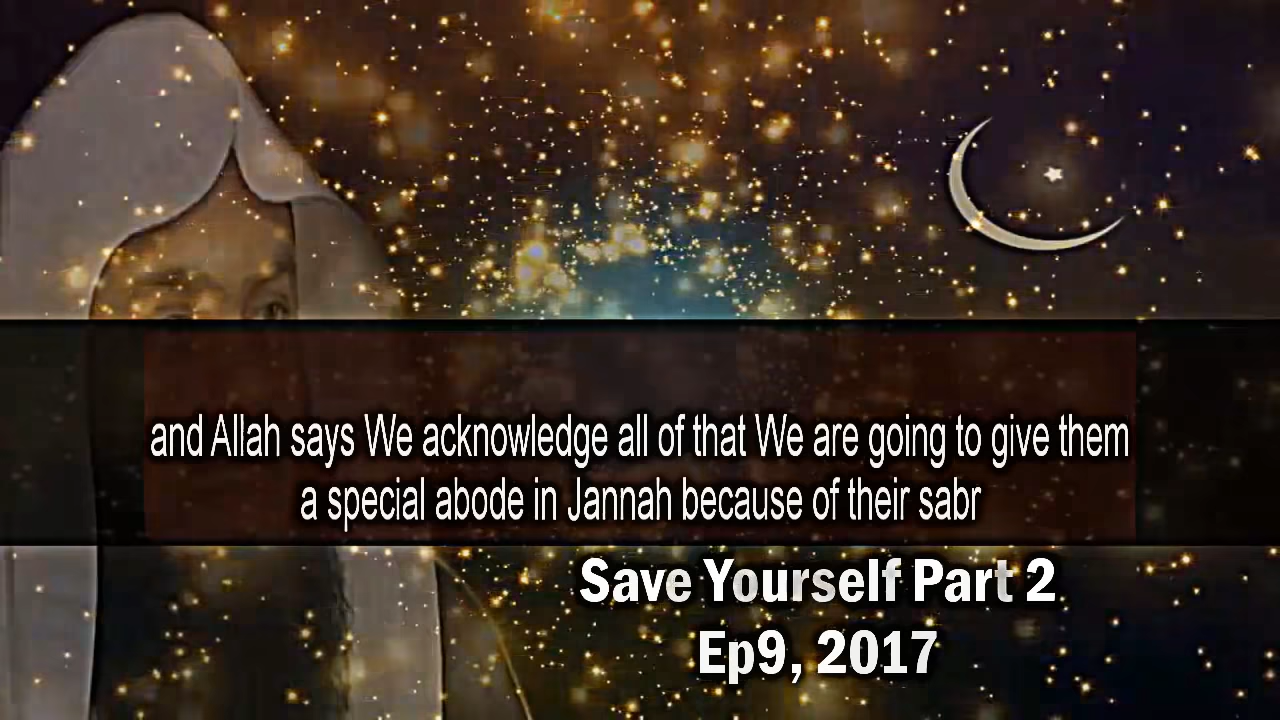 and Allah says We acknowledge all of that We are going to give them
a special abode in Jannah because of their sabr
Save Yourself Part 2
Ep9, 2017